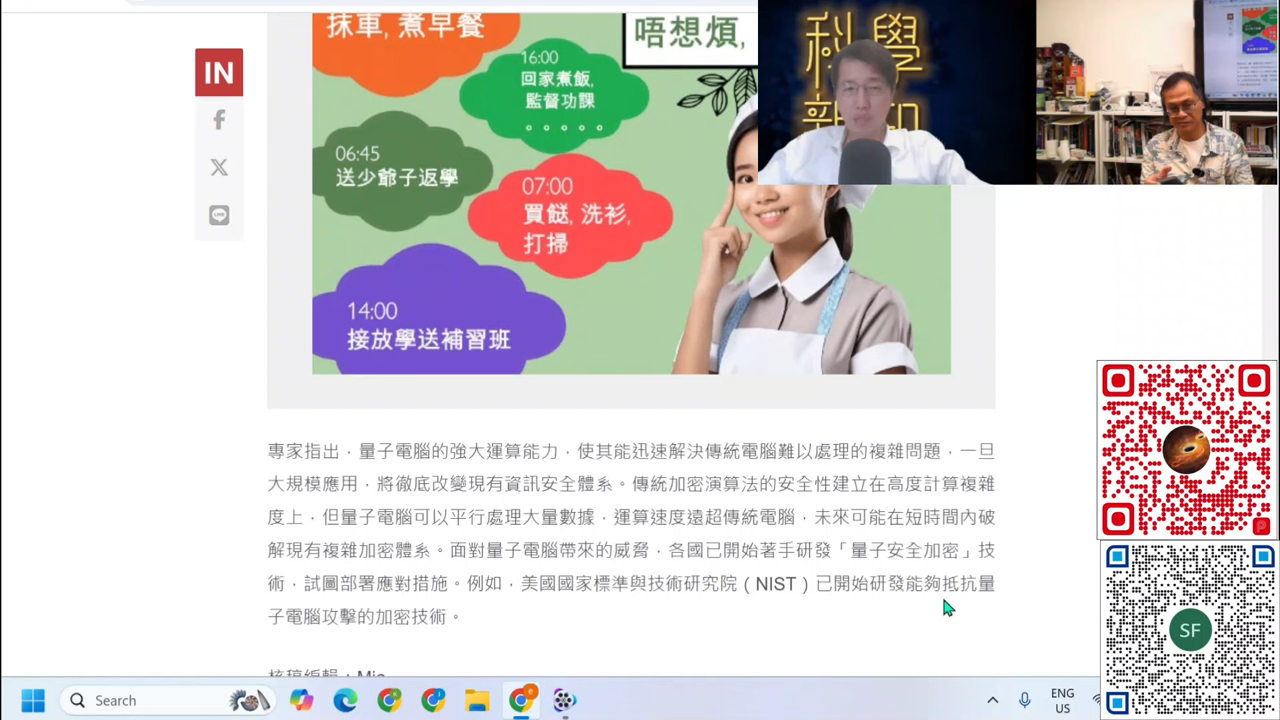 抹車, 煮早餐
唔想煩,
16:00
回家煮飯,
監督功課
06:45
送少爺子返學
07:00
買餸, 洗衫,
打掃
14:00
接放學送補習班
IN
科學
專家指出，量子電腦的強大運算能力，使其能迅速解決傳統電腦難以處理的複雜問題，一旦
大規模應用，將徹底改變現有資訊安全體系。傳統加密演算法的安全性建立在高度計算複雜
度上，但量子電腦可以平行處理大量數據，運算速度遠超傳統電腦，未來可能在短時間內破
解現有複雜加密體系。面對量子電腦帶來的威脅，各國已開始著手研發「量子安全加密」技
術，試圖部署應對措施。例如，美國國家標準與技術研究院（NIST）已開始研發能夠抵抗量
子電腦攻擊的加密技術。
核稿編輯：Mia
SF
Search
ENG
US